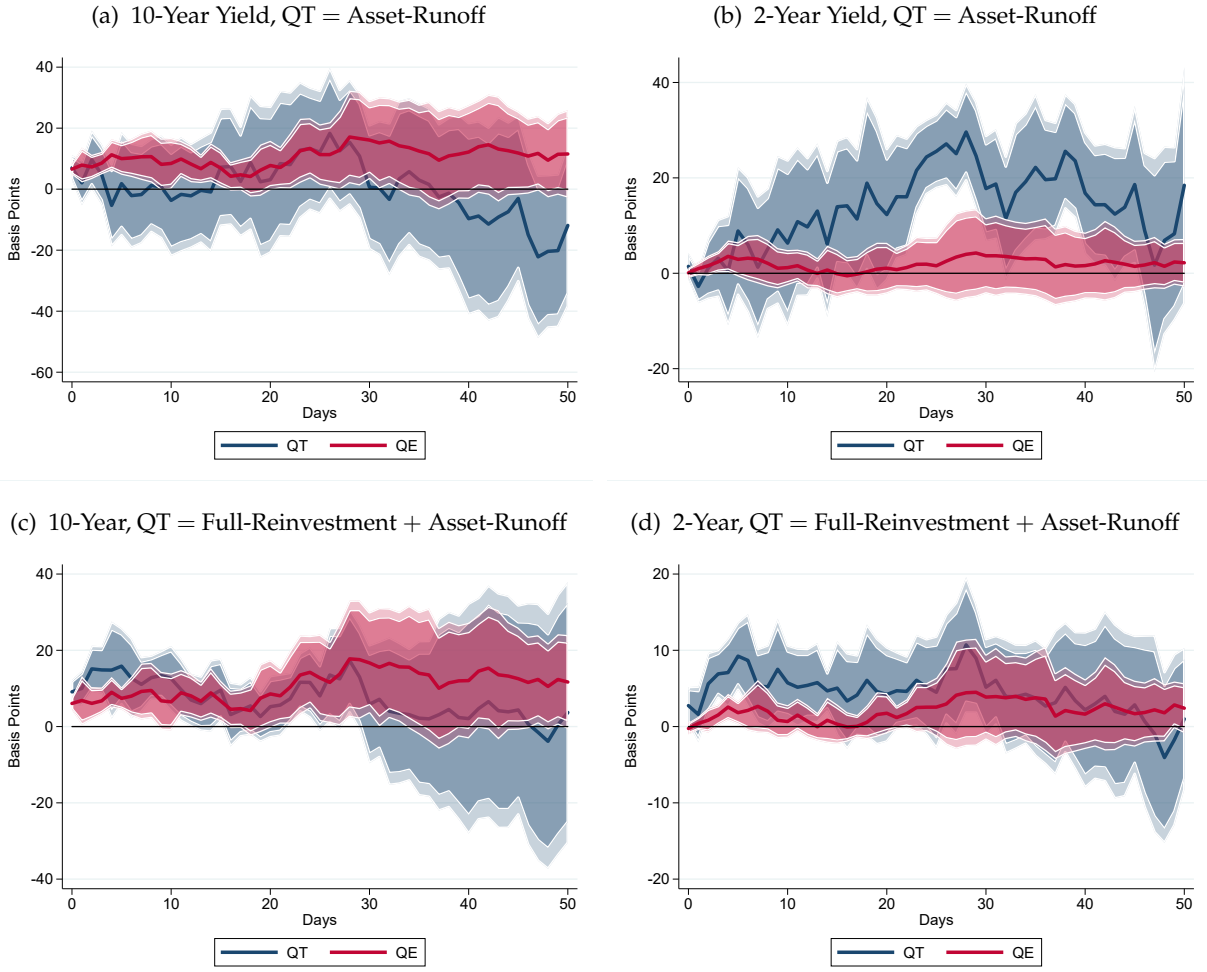 (a) 10-Year Yield, QT = Asset-Runoff
40
20
0
-20
-40
-60
Basis Points
0 10 20 30 40 50
Days
QT QE
(b) 2-Year Yield, QT = Asset-Runoff
40
20
0
-20
Basis Points
0 10 20 30 40 50
Days
QT QE
(c) 10-Year, QT = Full-Reinvestment + Asset-Runoff
40
20
0
-20
-40
Basis Points
0 10 20 30 40 50
Days
QT QE
(d) 2-Year, QT = Full-Reinvestment + Asset-Runoff
20
10
0
-10
-20
Basis Points
0 10 20 30 40 50
Days
QT QE